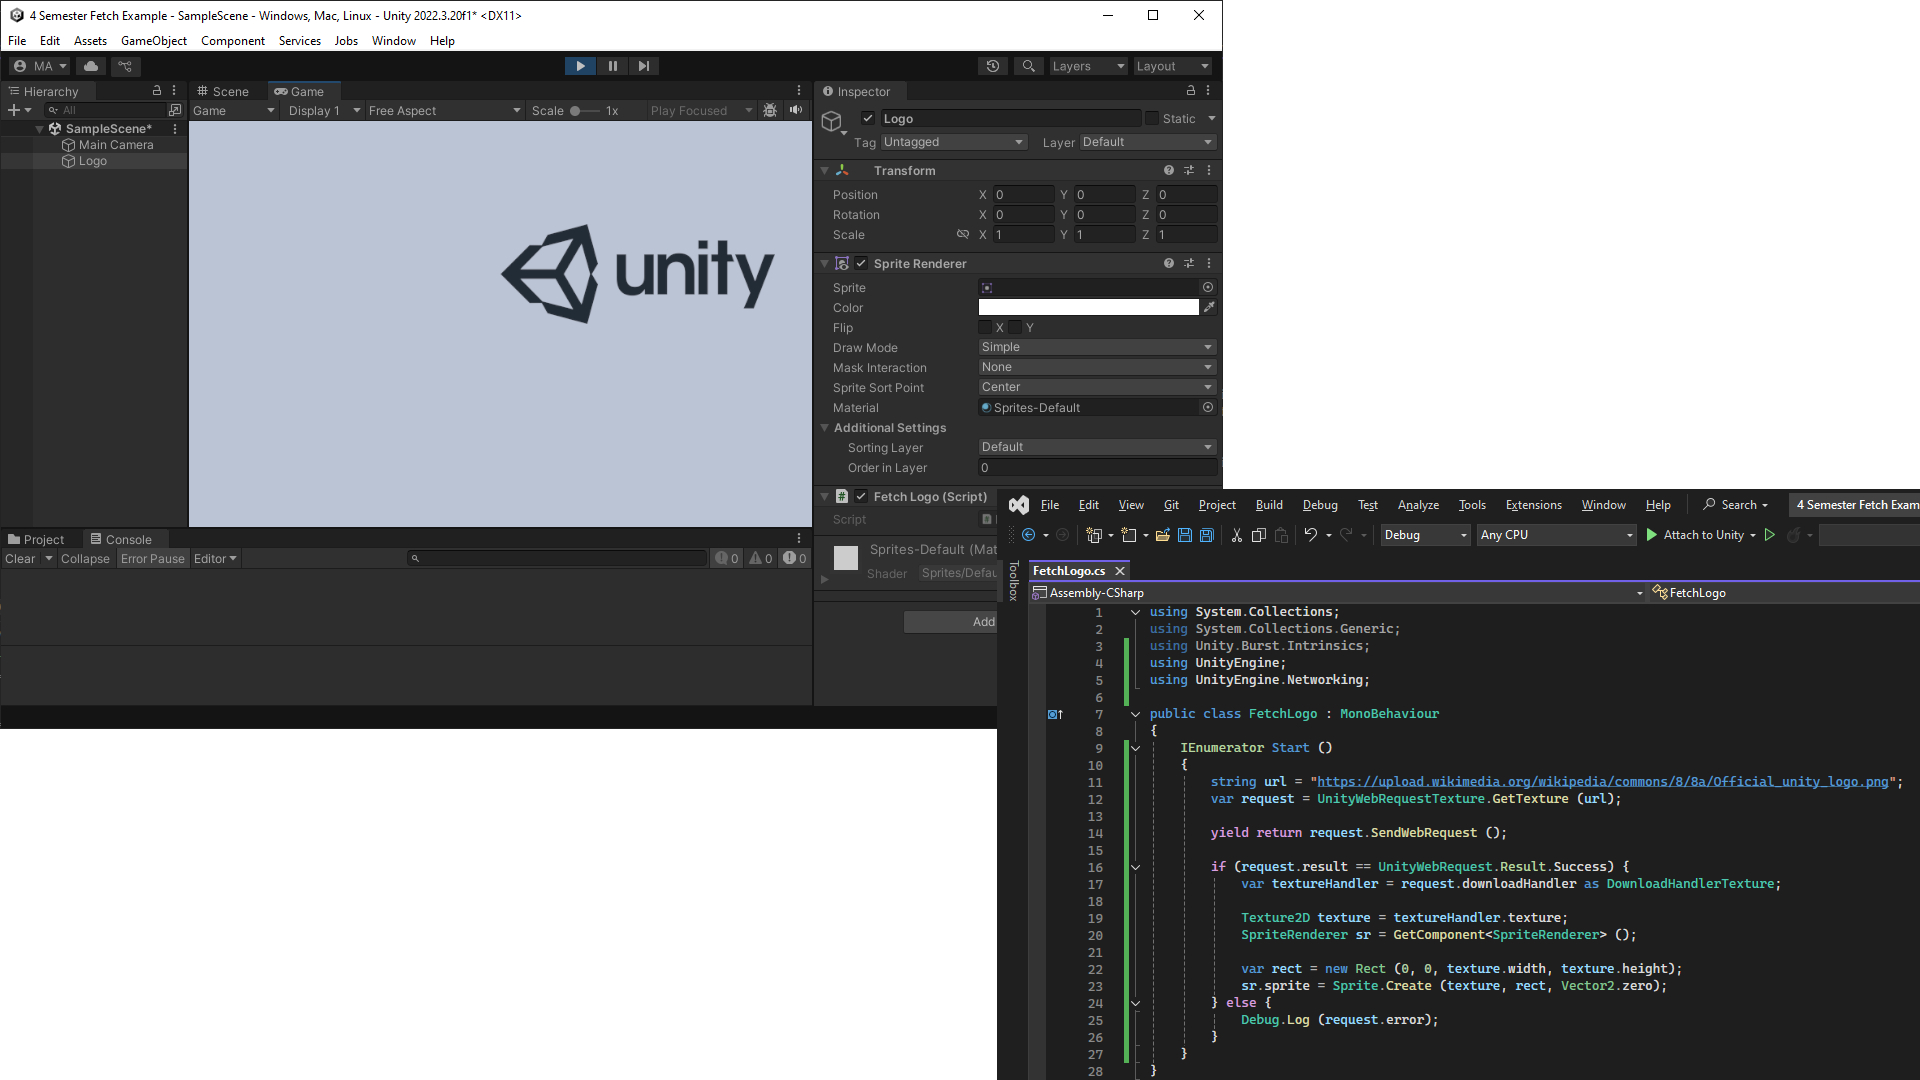 4 Semester Fetch Example - SampleScene - Windows, Mac, Linux - Unity 2022.3.20f1* <DX11>
File Edit Assets GameObject Component Services Jobs Window Help
MA
Layers Layout
Hierarchy
All
SampleScene*
Main Camera
Logo
Scene Game
Game Display 1 Free Aspect Scale 1x Play Focused
unity
Inspector
Logo Static
Tag Untagged Layer Default
Transform
Position X 0 Y 0 Z 0
Rotation X 0 Y 0 Z 0
Scale X 1 Y 1 Z 1
Sprite Renderer
Sprite
Color
Flip X Y
Draw Mode Simple
Mask Interaction None
Sprite Sort Point Center
Material Sprites-Default
Additional Settings
Sorting Layer Default
Order in Layer 0
# Fetch Logo (Script)
Script
Sprites-Default (Mat
Shader Sprites/Defau
Add
Project Console
Clear Collapse Error Pause Editor 0 0 0
File Edit View Git Project Build Debug Test Analyze Tools Extensions Window Help Search 4 Semester Fetch Exam
Debug Any CPU Attach to Unity
Toolbox
FetchLogo.cs
Assembly-CSharp FetchLogo
1 using System.Collections;
2 using System.Collections.Generic;
3 using Unity.Burst.Intrinsics;
4 using UnityEngine;
5 using UnityEngine.Networking;
6
7 public class FetchLogo : MonoBehaviour
8 {
9 IEnumerator Start ()
10 {
11 string url = "https://upload.wikimedia.org/wikipedia/commons/8/8a/Official_unity_logo.png";
12 var request = UnityWebRequestTexture.GetTexture (url);
13
14 yield return request.SendWebRequest ();
15
16 if (request.result == UnityWebRequest.Result.Success) {
17 var textureHandler = request.downloadHandler as DownloadHandlerTexture;
18
19 Texture2D texture = textureHandler.texture;
20 SpriteRenderer sr = GetComponent<SpriteRenderer> ();
21
22 var rect = new Rect (0, 0, texture.width, texture.height);
23 sr.sprite = Sprite.Create (texture, rect, Vector2.zero);
24 } else {
25 Debug.Log (request.error);
26 }
27 }
28 }